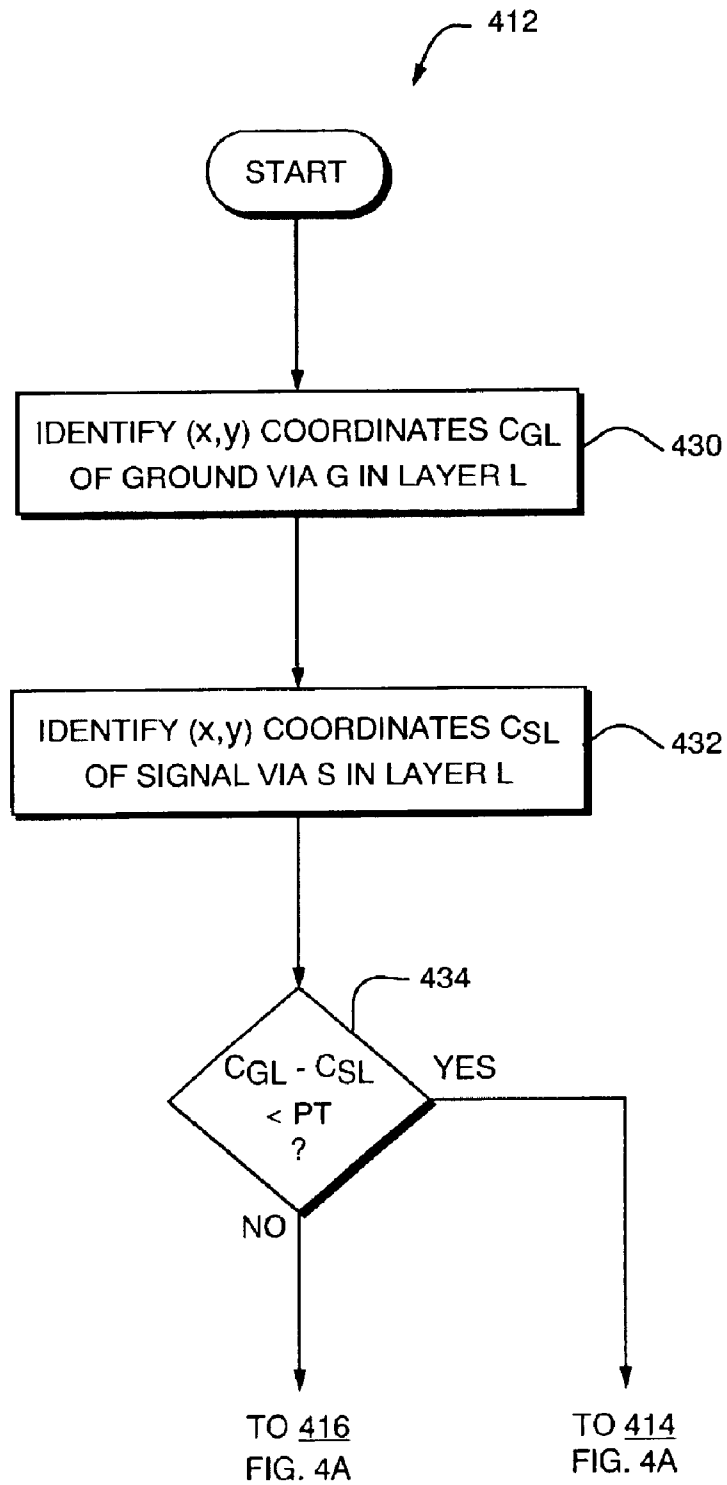 412
START
IDENTIFY (x,y) COORDINATES CGL
OF GROUND VIA G IN LAYER L
430
IDENTIFY (x,y) COORDINATES CSL
OF SIGNAL VIA S IN LAYER L
432
434
CGL - CSL
< PT
?
YES
NO
TO 416
FIG. 4A
TO 414
FIG. 4A